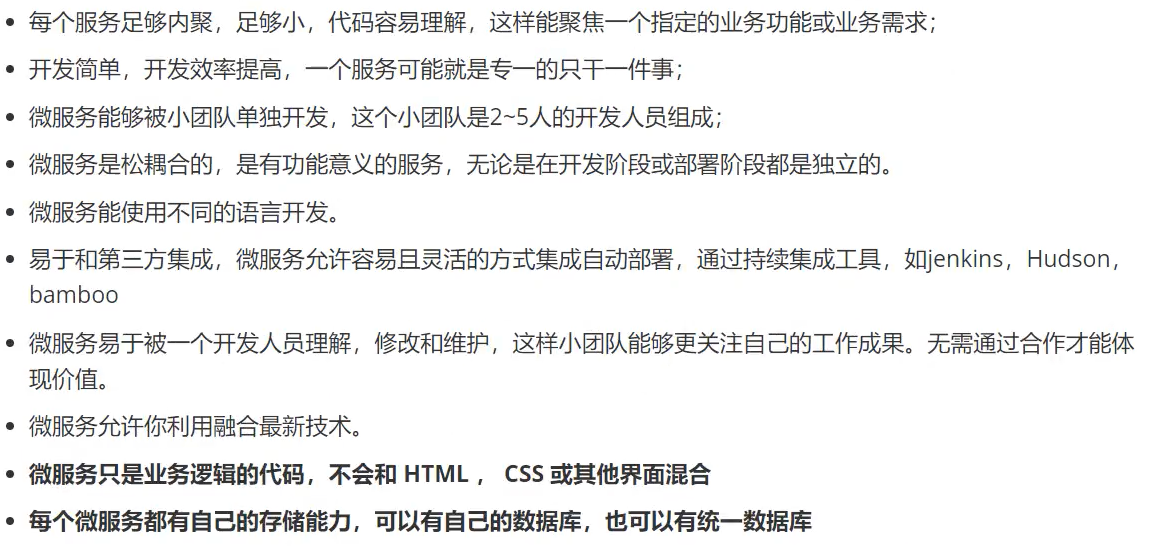 每个服务足够内聚，足够小，代码容易理解，这样能聚焦一个指定的业务功能或业务需求；
开发简单，开发效率提高，一个服务可能就是专一的只干一件事；
微服务能够被小团队单独开发，这个小团队是2~5人的开发人员组成；
微服务是松耦合的，是有功能意义的服务，无论是在开发阶段或部署阶段都是独立的。
微服务能使用不同的语言开发。
易于和第三方集成，微服务允许容易且灵活的方式集成自动部署，通过持续集成工具，如jenkins，Hudson，
bamboo
微服务易于被一个开发人员理解，修改和维护，这样小团队能够更关注自己的工作成果。无需通过合作才能体
现价值。
微服务允许你利用融合最新技术。
微服务只是业务逻辑的代码，不会和 HTML ， CSS 或其他界面混合
每个微服务都有自己的存储能力，可以有自己的数据库，也可以有统一数据库